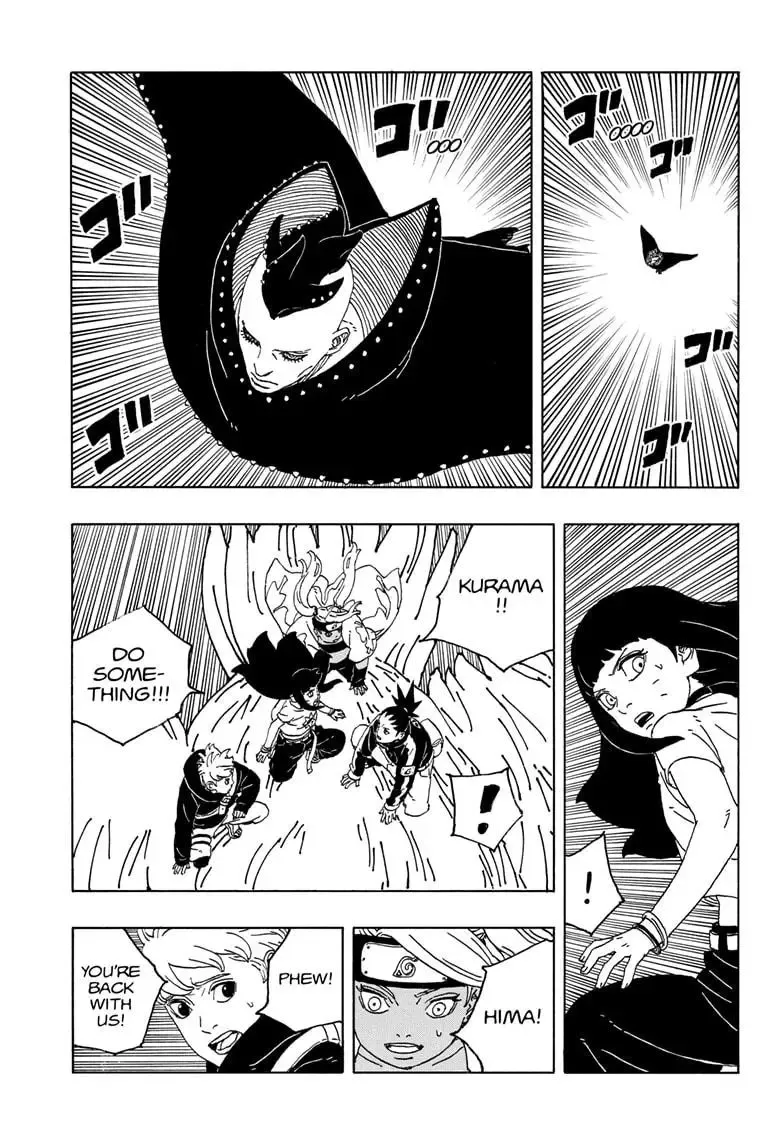 ゴ
OOOO
ゴ
ゴ
ゴ
ゴ
OOO
ゴ
ゴ
!
KURAMA
!!
DO
SOME-
THING!!!
!
HIMA!
PHEW!
YOU'RE
BACK
WITH
US!